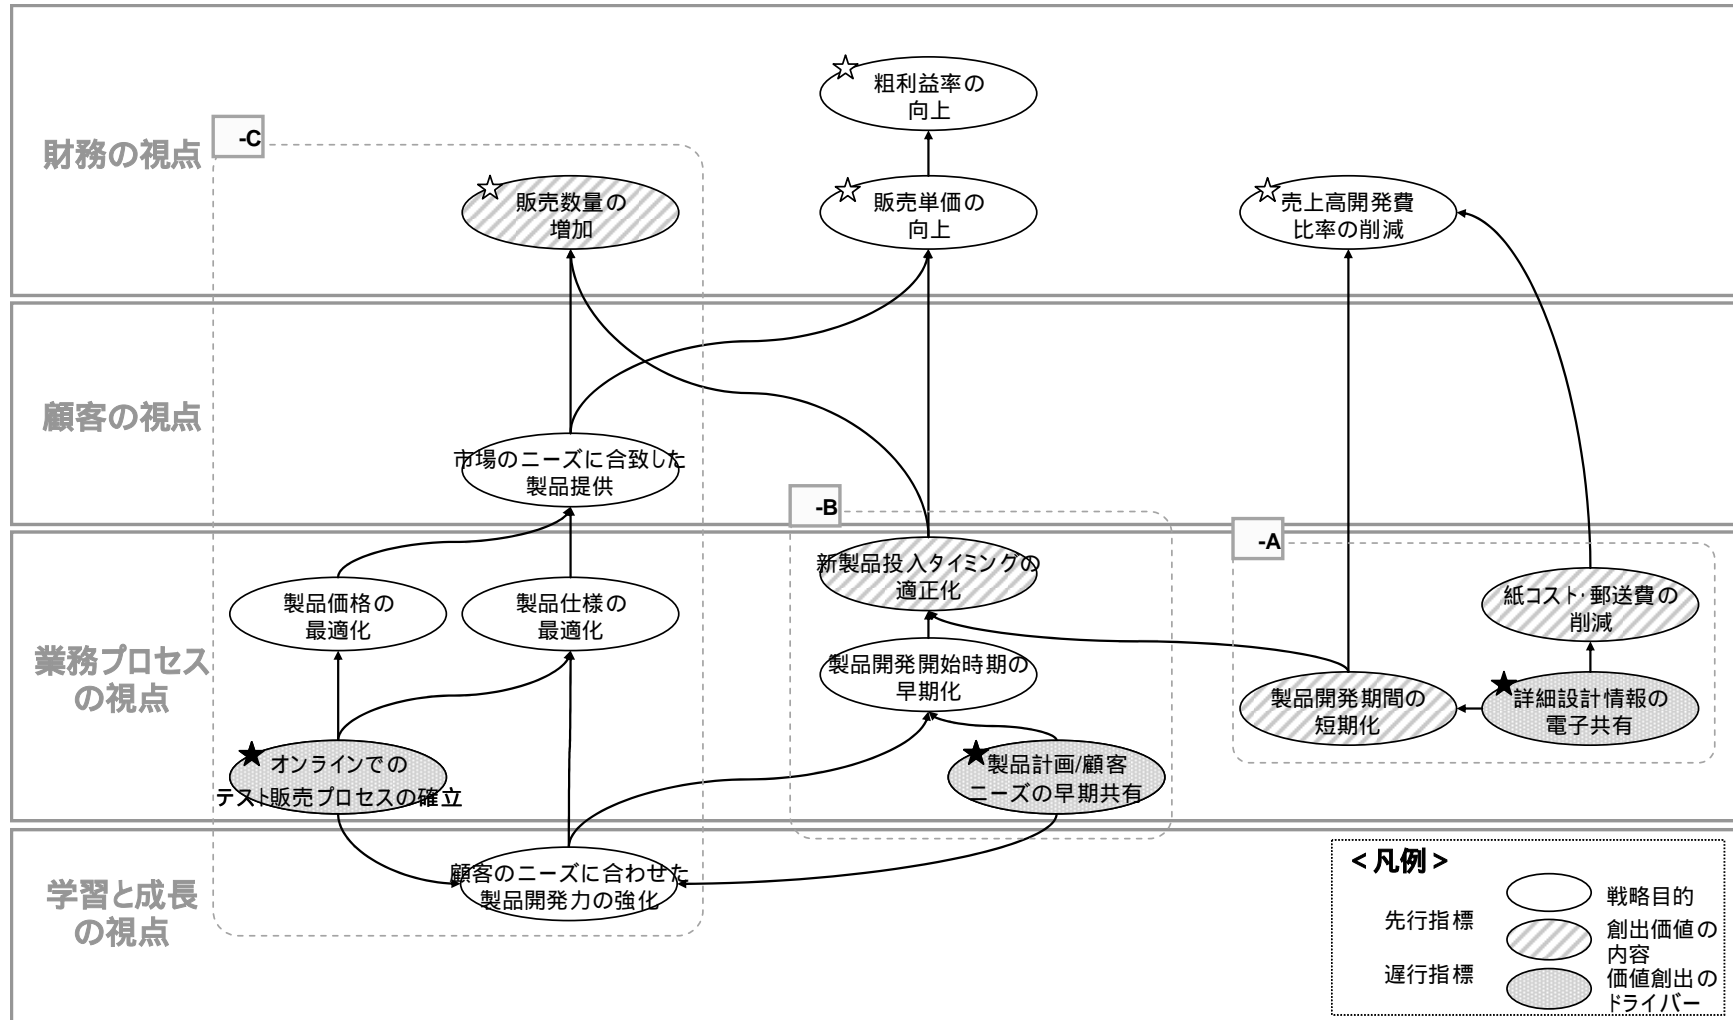 粗利益率の
向上
財務の視点
-C
販売数量の
増加
販売単価の
向上
売上高開発費
比率の削減
顧客の視点
市場のニーズに合致した
製品提供
-B
-A
新製品投入タイミングの
適正化
紙コスト・郵送費の
削減
製品価格の
最適化
製品仕様の
最適化
業務プロセス
の視点
製品開発開始時期の
早期化
製品開発期間の
短期化
詳細設計情報の
電子共有
オンラインでの
テスト販売プロセスの確立
製品計画/顧客
ニーズの早期共有
学習と成長
の視点
顧客のニーズに合わせた
製品開発力の強化
<凡例>
先行指標
遅行指標
戦略目的
創出価値の
内容
価値創出の
ドライバー